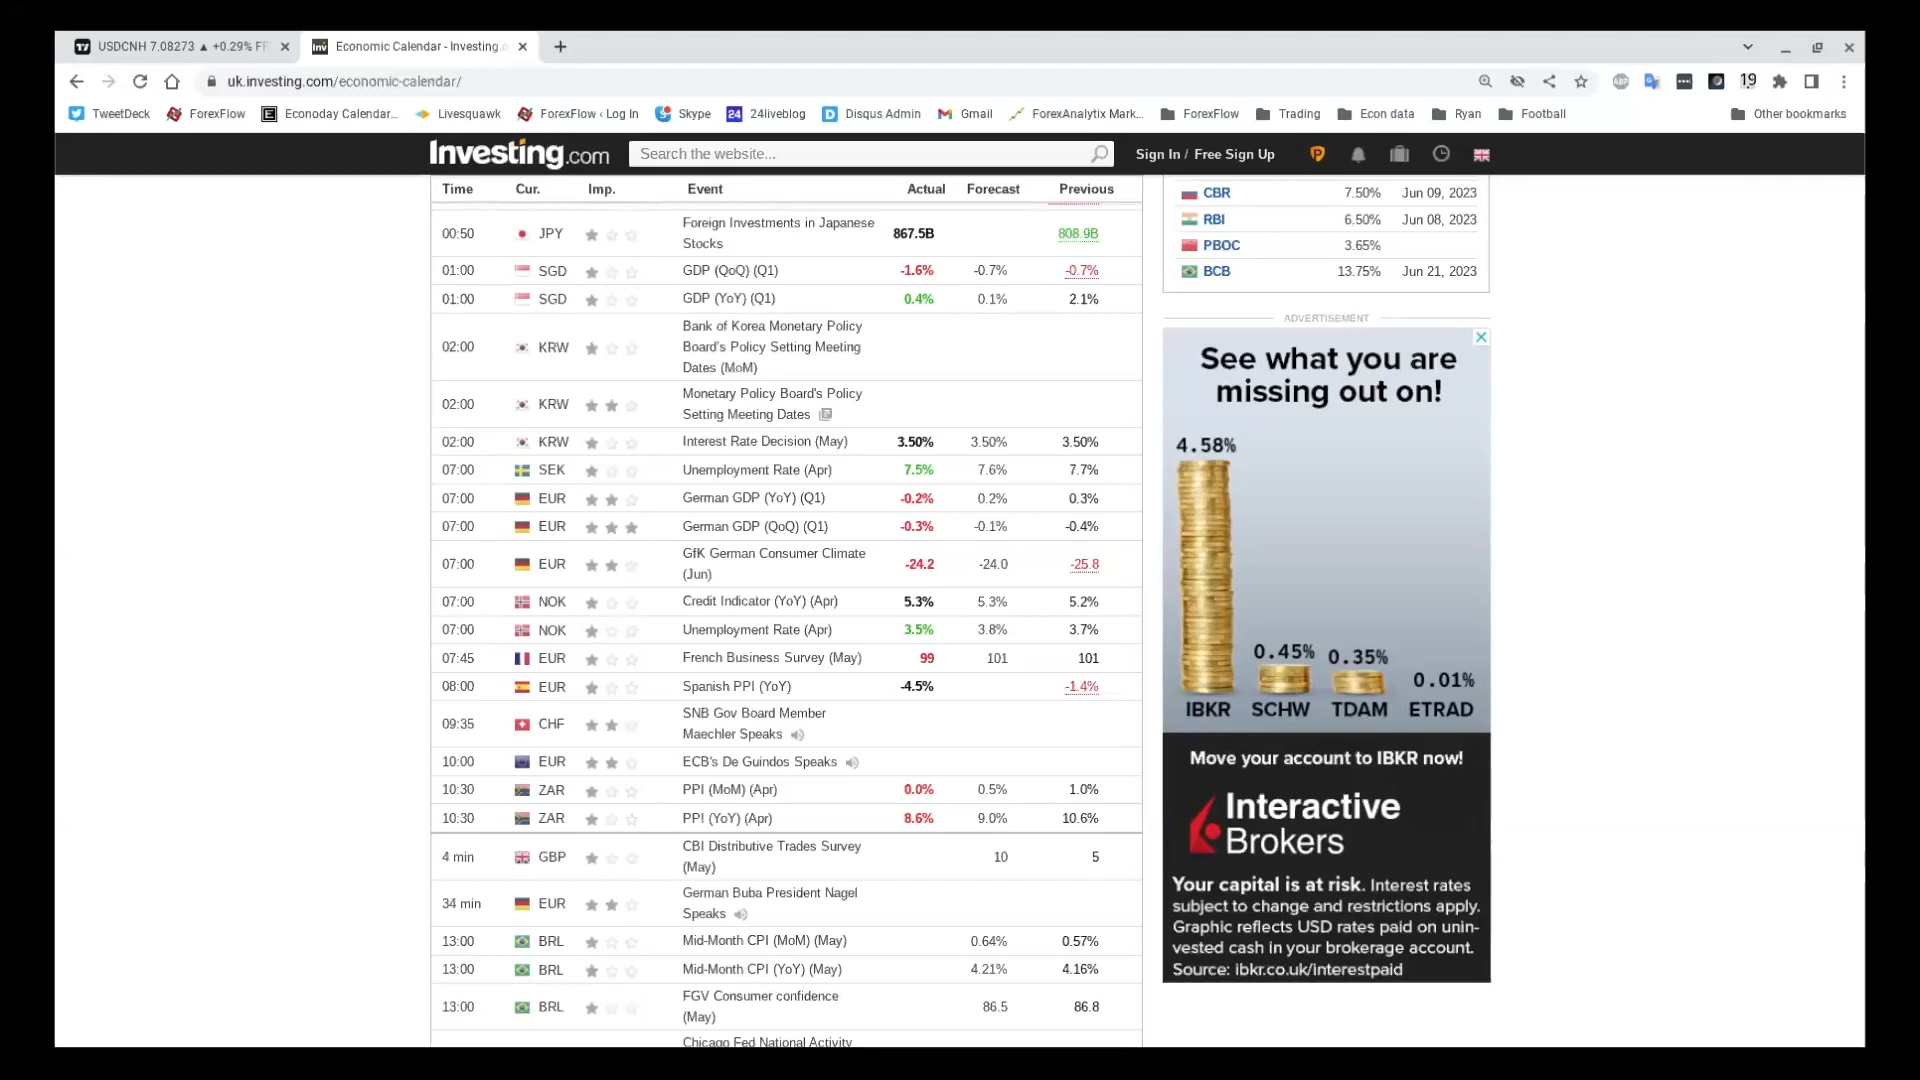 USDCNH 7.08273 ▲ +0.29% FF
Economic Calendar - Investing.c
uk.investing.com/economic-calendar/
19
TweetDeck
ForexFlow
Econoday Calendar...
Livesquawk
ForexFlow ‹ Log In
Skype
24 24liveblog
Disqus Admin
Gmail
ForexAnalytix Mark...
ForexFlow
Trading
Econ data
Ryan
Football
Other bookmarks
Investing.com
Search the website...
Sign In / Free Sign Up
Time Cur. Imp. Event Actual Forecast Previous
00:50 JPY Foreign Investments in Japanese
Stocks 867.5B 808.9B
01:00 SGD GDP (QoQ) (Q1) -1.6% -0.7% -0.7%
01:00 SGD GDP (YoY) (Q1) 0.4% 0.1% 2.1%
02:00 KRW Bank of Korea Monetary Policy
Board's Policy Setting Meeting
Dates (MoM)
02:00 KRW Monetary Policy Board's Policy
Setting Meeting Dates
02:00 KRW Interest Rate Decision (May) 3.50% 3.50% 3.50%
07:00 SEK Unemployment Rate (Apr) 7.5% 7.6% 7.7%
07:00 EUR German GDP (YoY) (Q1) -0.2% 0.2% 0.3%
07:00 EUR German GDP (QoQ) (Q1) -0.3% -0.1% -0.4%
07:00 EUR GfK German Consumer Climate
(Jun) -24.2 -24.0 -25.8
07:00 NOK Credit Indicator (YoY) (Apr) 5.3% 5.3% 5.2%
07:00 NOK Unemployment Rate (Apr) 3.5% 3.8% 3.7%
07:45 EUR French Business Survey (May) 99 101 101
08:00 EUR Spanish PPI (YoY) -4.5% -1.4%
09:35 CHF SNB Gov Board Member
Maechler Speaks
10:00 EUR ECB's De Guindos Speaks
10:30 ZAR PPI (MoM) (Apr) 0.0% 0.5% 1.0%
10:30 ZAR PPI (YoY) (Apr) 8.6% 9.0% 10.6%
4 min GBP CBI Distributive Trades Survey
(May) 10 5
34 min EUR German Buba President Nagel
Speaks
13:00 BRL Mid-Month CPI (MoM) (May) 0.64% 0.57%
13:00 BRL Mid-Month CPI (YoY) (May) 4.21% 4.16%
13:00 BRL FGV Consumer confidence
(May) 86.5 86.8
Chicago Fed National Activity
CBR 7.50% Jun 09, 2023
RBI 6.50% Jun 08, 2023
PBOC 3.65%
BCB 13.75% Jun 21, 2023
ADVERTISEMENT
See what you are
missing out on!
4.58%
0.45% 0.35%
0.01%
IBKR SCHW TDAM ETRAD
Move your account to IBKR now!
Interactive
Brokers
Your capital is at risk. Interest rates
subject to change and restrictions apply.
Graphic reflects USD rates paid on unin-
vested cash in your brokerage account.
Source: ibkr.co.uk/interestpaid